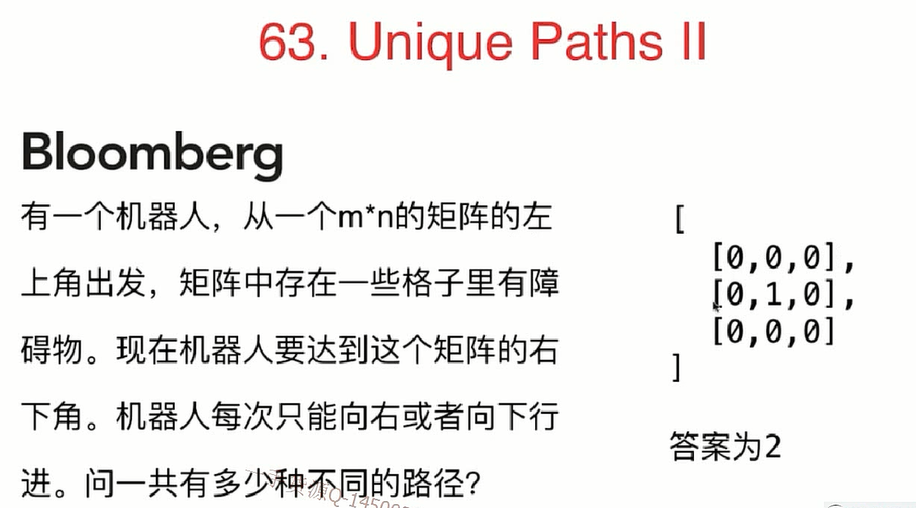 63. Unique Paths II
Bloomberg
有一个机器人，从一个m*n的矩阵的左
上角出发，矩阵中存在一些格子里有障
碍物。现在机器人要达到这个矩阵的右
下角。机器人每次只能向右或者向下行
进。问一共有多少种不同的路径？
[
[0,0,0],
[0,1,0],
[0,0,0]
]
答案为2